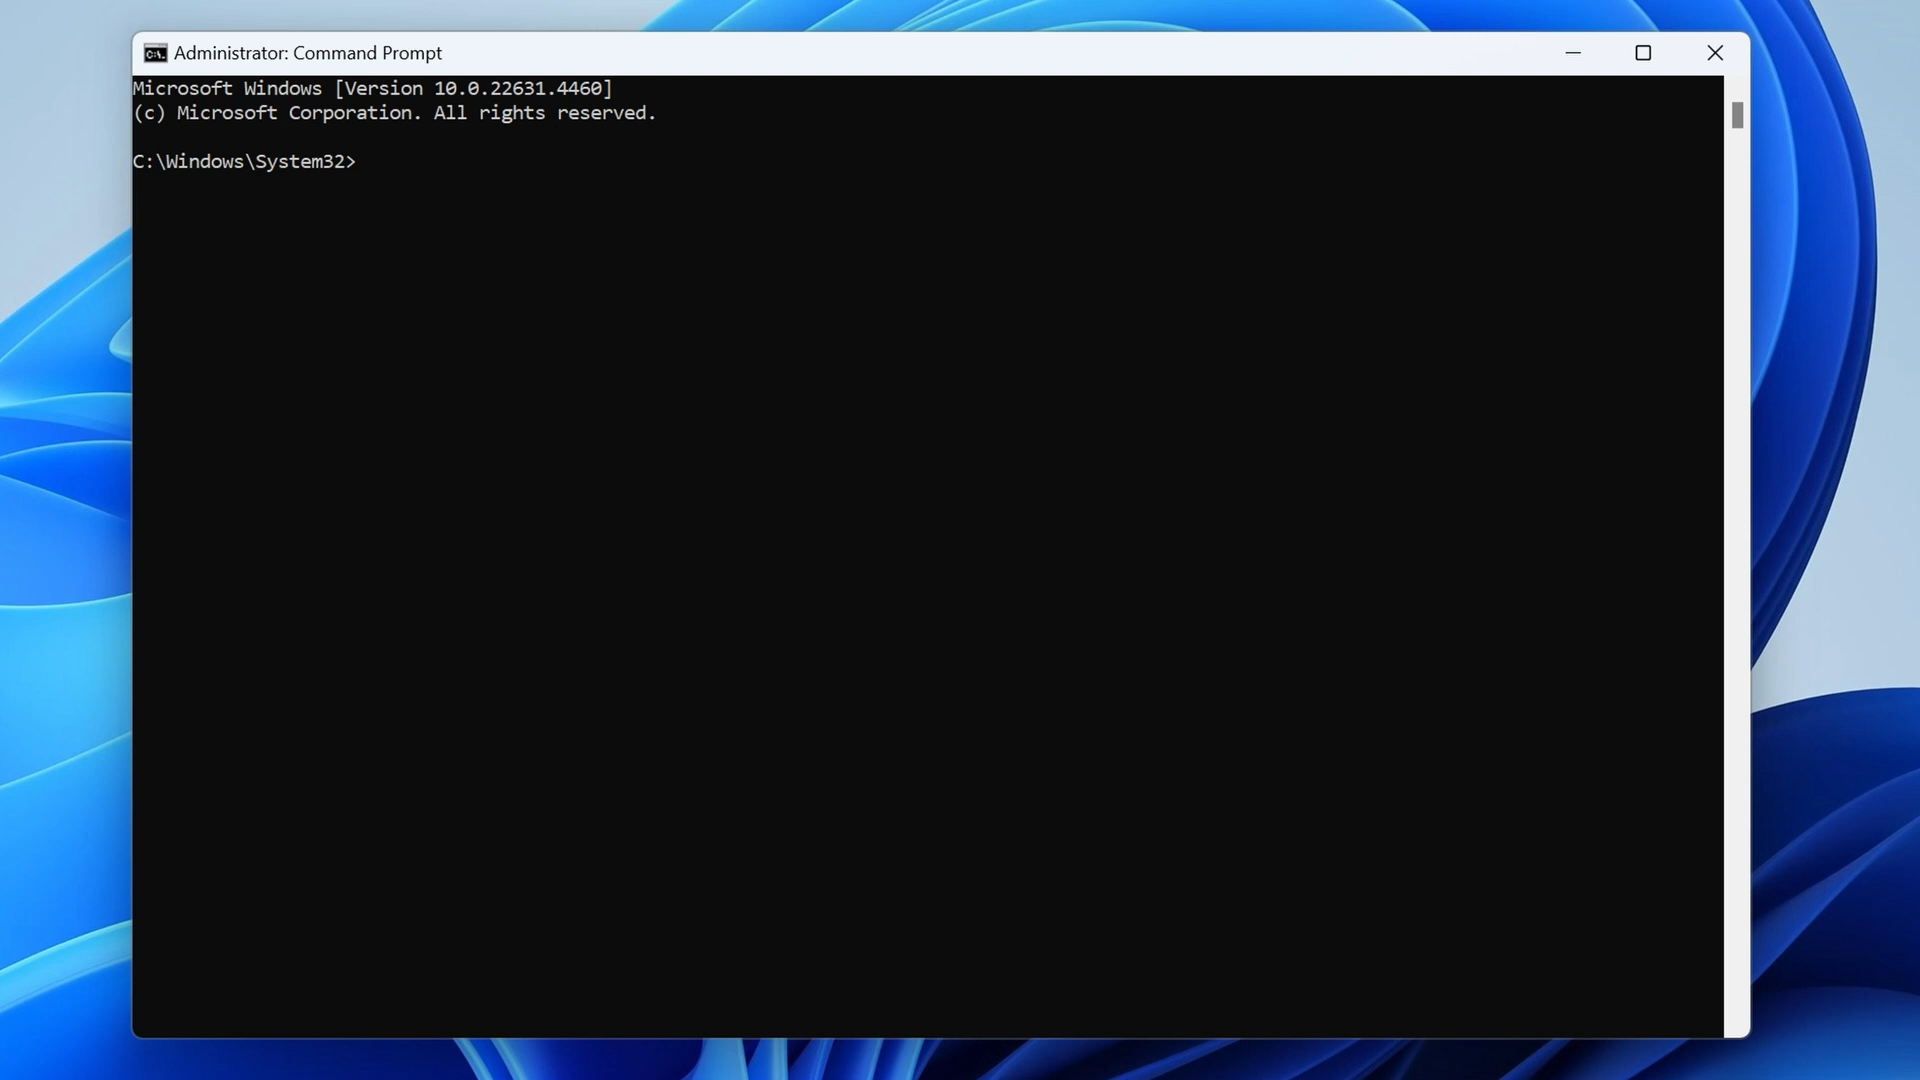 Administrator: Command Prompt
Microsoft Windows [Version 10.0.22631.4460]
(c) Microsoft Corporation. All rights reserved.
C:\Windows\System32>